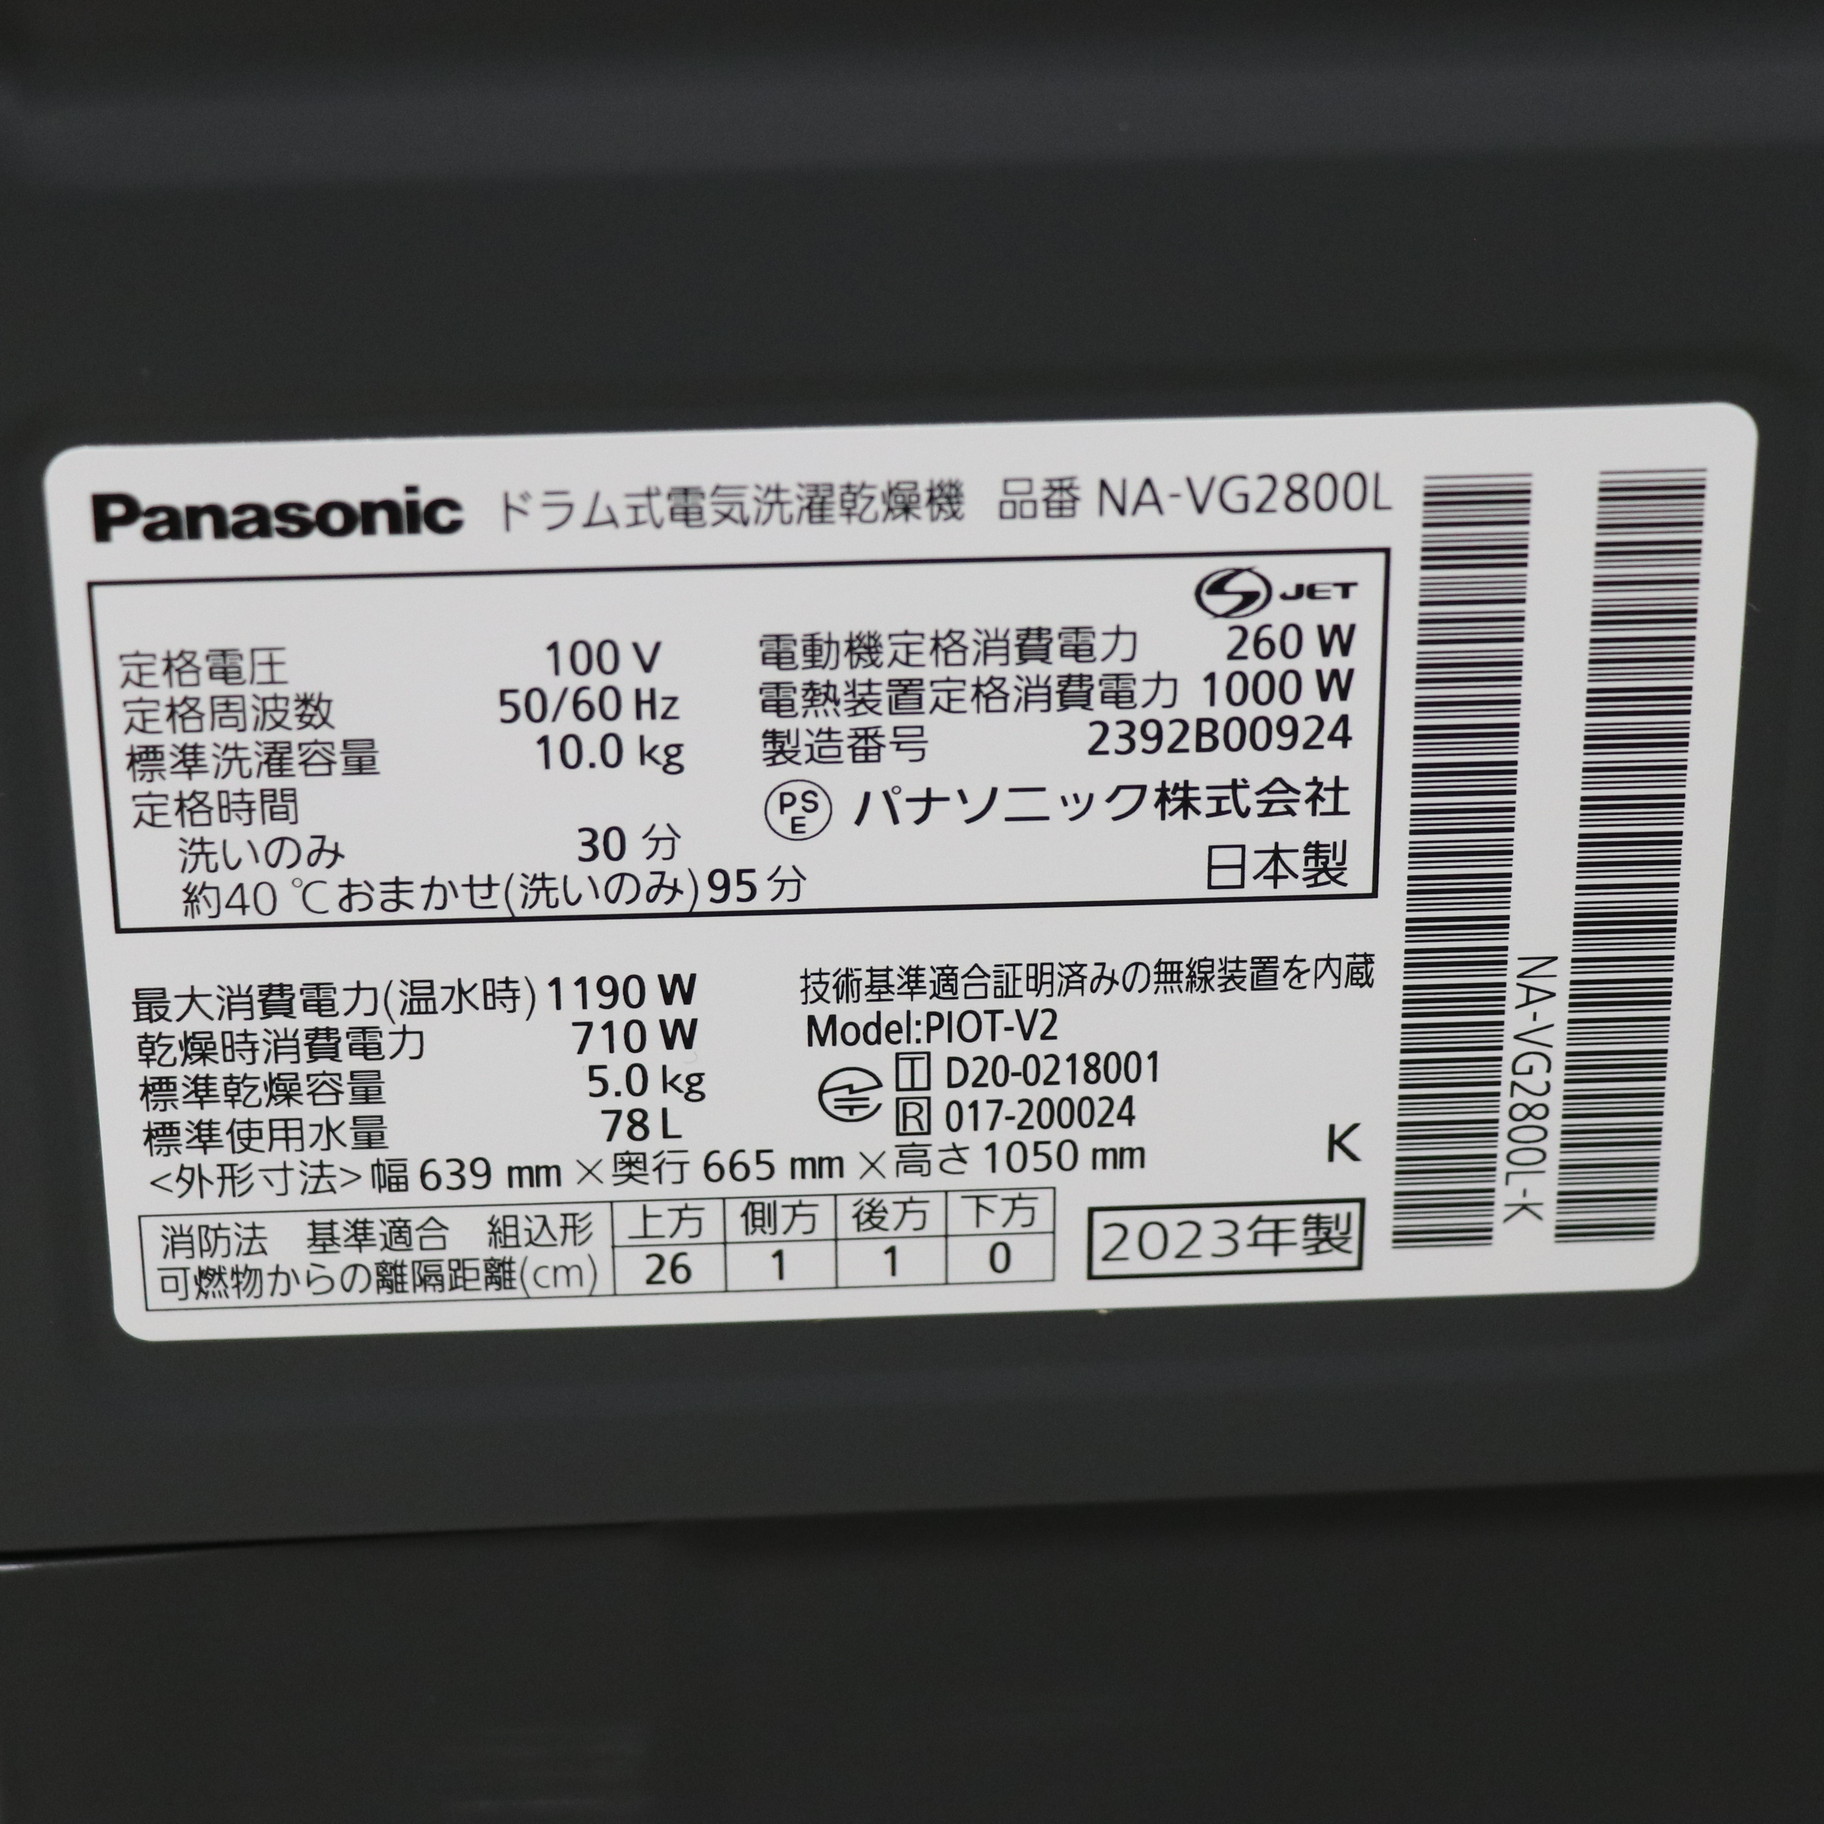 Panasonic ドラム式電気洗濯乾燥機 品番 NA-VG2800L
JET
定格電圧 100 V
定格周波数 50/60 Hz
標準洗濯容量 10.0 kg
定格時間
洗いのみ 30 分
約40℃おまかせ(洗いのみ) 95 分
電動機定格消費電力 260 W
電熱装置定格消費電力 1000 W
製造番号 2392B00924
PSE パナソニック株式会社
日本製
最大消費電力(温水時) 1190 W
乾燥時消費電力 710 W
標準乾燥容量 5.0 kg
標準使用水量 78 L
<外形寸法> 幅 639 mm × 奥行 665 mm × 高さ 1050 mm
技術基準適合証明済みの無線装置を内蔵
Model:PIOT-V2
T D20-0218001
R 017-200024
K
消防法 基準適合 組込形 上方 側方 後方 下方
可燃物からの離隔距離(cm) 26 1 1 0
2023年製
NA-VG2800L-K